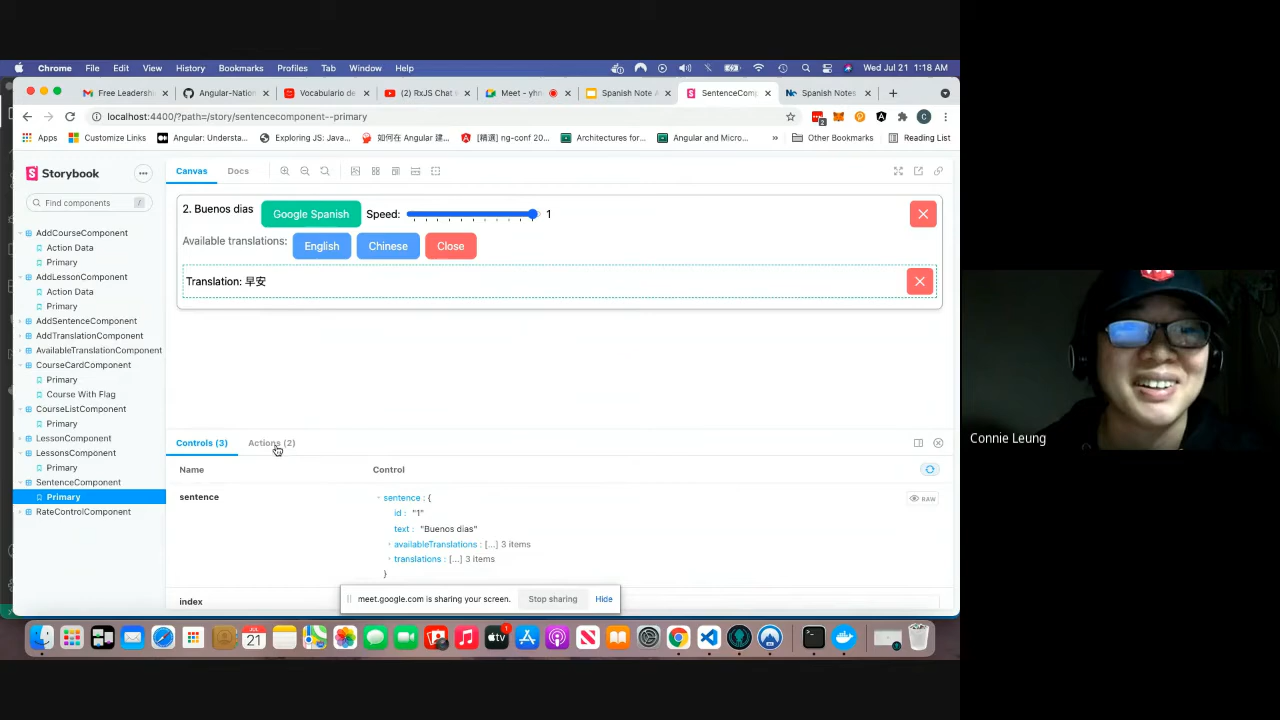 Chrome File Edit View History Bookmarks Profiles Tab Window Help Wed Jul 21 1:18 AM
Free Leadersh Angular-Nation Vocabulario de (2) RxJS Chat Meet – yhn Spanish Note A SentenceComp Spanish Notes
localhost:4400/?path=/story/sentencecomponent--primary
Apps Customize Links Angular: Understa... Exploring JS: Java... 如何在 Angular 建... [精選] ng-conf 20... Architectures for... Angular and Micro... » Other Bookmarks Reading List
Storybook
Canvas Docs
Find components /
2. Buenos dias Google Spanish Speed: 1
Available translations: English Chinese Close
Translation: 早安
AddCourseComponent
Action Data
Primary
AddLessonComponent
Action Data
Primary
AddSentenceComponent
AddTranslationComponent
AvailableTranslationComponent
CourseCardComponent
Primary
Course With Flag
CourseListComponent
Primary
LessonComponent
LessonsComponent
Primary
SentenceComponent
Primary
RateControlComponent
Controls (3) Actions (2)
Name Control
sentence sentence : {
RAW
id : "1"
text : "Buenos dias"
availableTranslations : [...] 3 items
translations : [...] 3 items
}
index
meet.google.com is sharing your screen. Stop sharing Hide
JUL
21
tv
1
Connie Leung